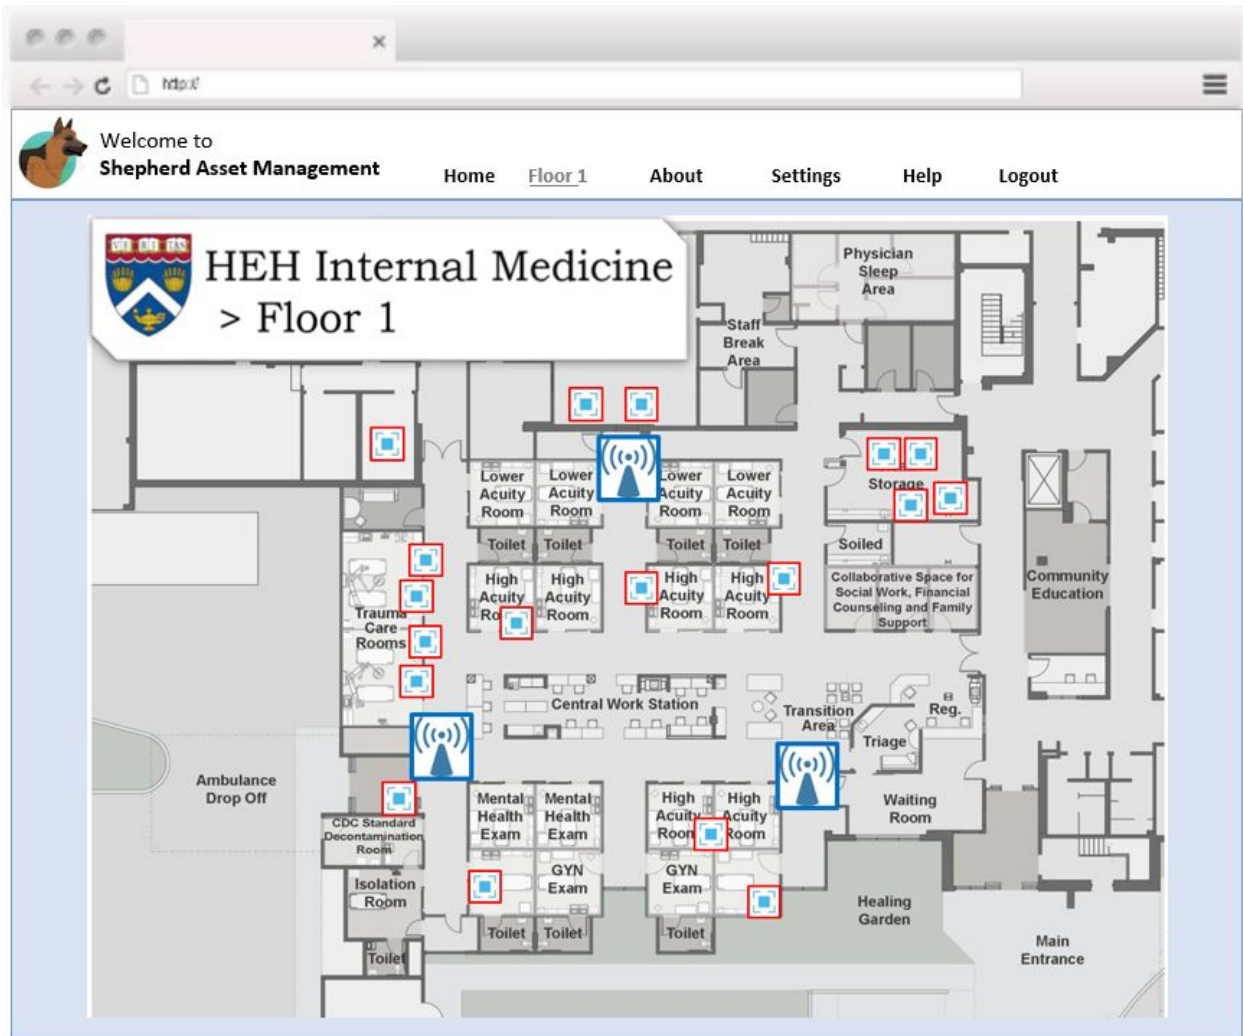 http://
Welcome to
Shepherd Asset Management
Home Floor 1 About Settings Help Logout
HEH Internal Medicine
> Floor 1
Physician
Sleep
Area
Staff
Break
Area
Lower
Acuity
Room
Lower
Acuity
Room
Lower
Acuity
Room
Lower
Acuity
Room
Storage
Toilet
Toilet
Toilet
Toilet
Soiled
High
Acuity
High
Acuity
Room
High
Acuity
Room
High
Acuity
Room
Collaborative Space for
Social Work, Financial
Counseling and Family
Support
Community
Education
Trauma
Care
Rooms
Central Work Station
Transition
Area
Reg.
Triage
Ambulance
Drop Off
Mental
Health
Exam
Mental
Health
Exam
High
Acuity
Room
High
Acuity
Room
Waiting
Room
CDC Standard
Decontamination
Room
Isolation
Room
GYN
Exam
GYN
Exam
Healing
Garden
Toilet
Toilet
Toilet
Toilet
Main
Entrance